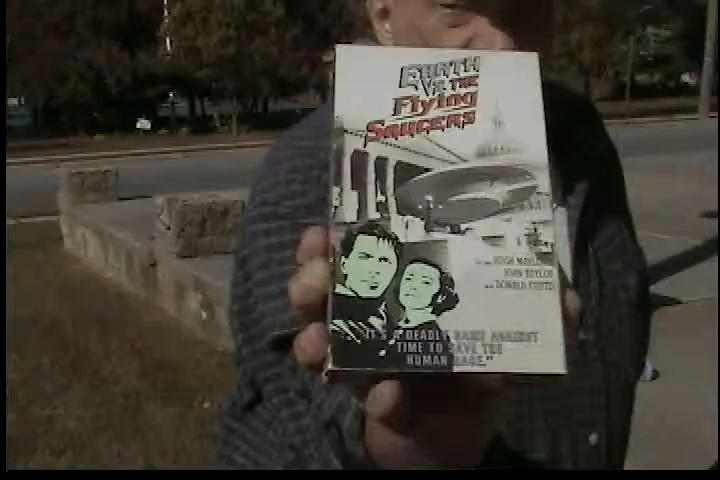 EARTH
VS. THE
Flying
SAUCERS
HUGH MARLOWE
JOAN TAYLOR
DONALD CURTIS
"IT'S A DEADLY RACE AGAINST
TIME TO SAVE THE
HUMAN RACE."